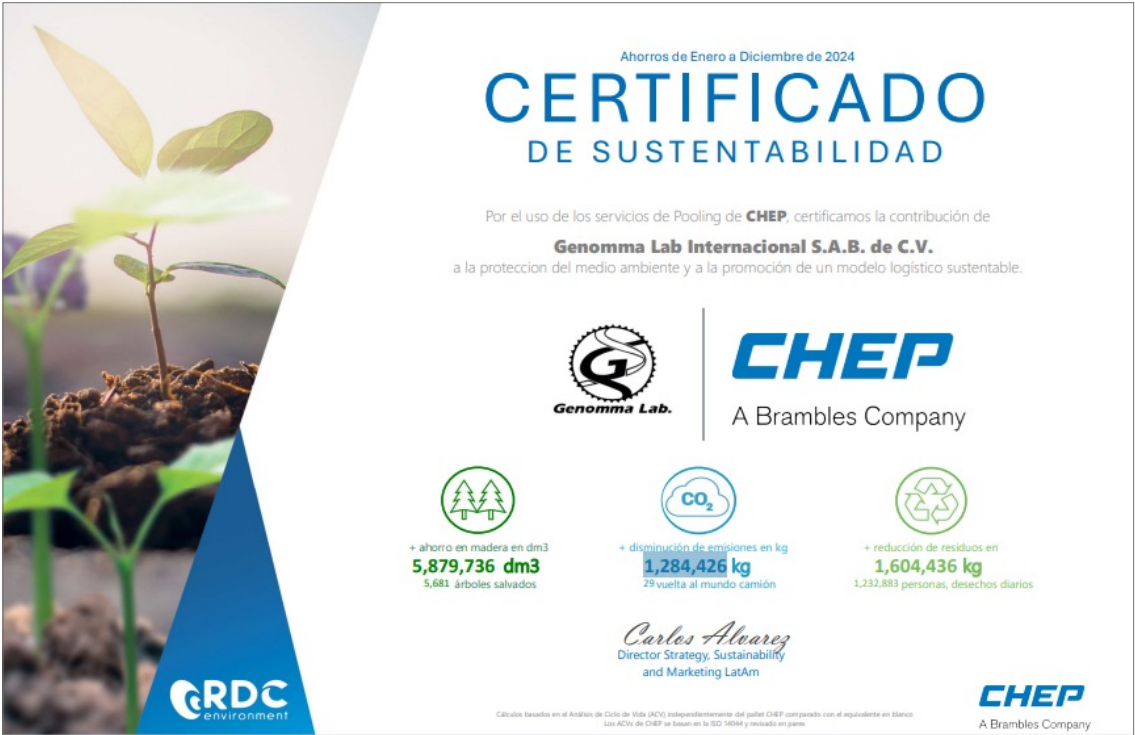 Ahorros de Enero a Diciembre de 2024
CERTIFICADO
DE SUSTENTABILIDAD
Por el uso de los servicios de Pooling de CHEP, certificamos la contribución de
Genomma Lab Internacional S.A.B. de C.V.
a la proteccion del medio ambiente y a la promoción de un modelo logístico sustentable.
G
Genomma Lab.
CHEP
A Brambles Company
+ ahorro en madera en dm3
5,879,736 dm3
5,681 árboles salvados
CO2
+ disminución de emisiones en kg
1,284,426 kg
29 vuelta al mundo camión
+ reducción de residuos en
1,604,436 kg
1,232,883 personas, desechos diarios
Carlos Alvarez
Director Strategy, Sustainability
and Marketing LatAm
RDC
environment
Cálculos basados en el Análisis de Ciclo de Vida (ACV) independientemente del pallet CHEP comparado con el equivalente en blanco
Los ACVs de CHEP se basan en la ISO 14044 y revisado en pares
CHEP
A Brambles Company